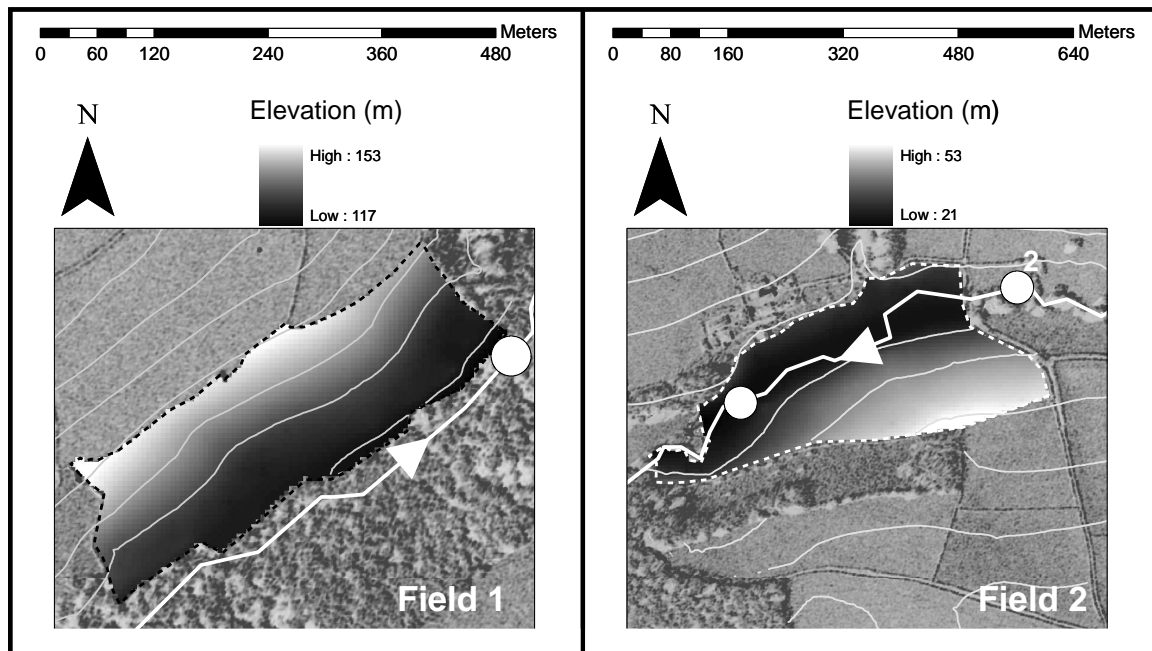 Meters
0 60 120 240 360 480
N
Elevation (m)
High : 153
Low : 117
Field 1
Meters
0 80 160 320 480 640
N
Elevation (m)
High : 53
Low : 21
2
Field 2